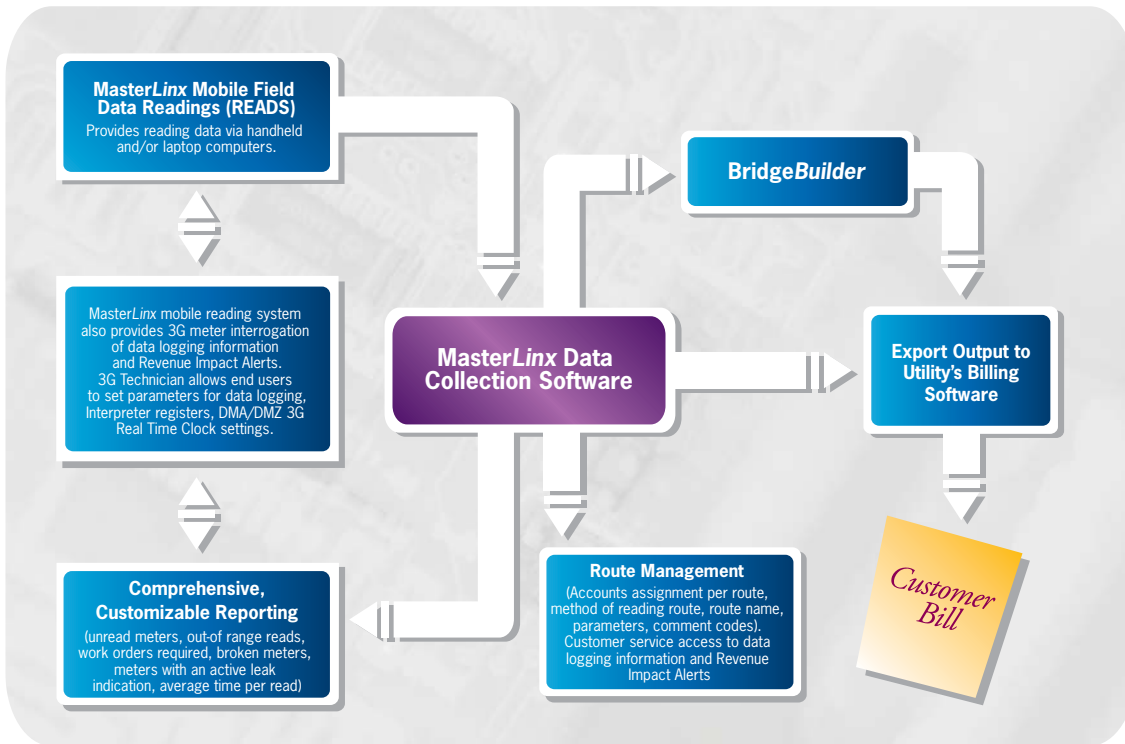 MasterLinx Mobile Field
Data Readings (READS)
Provides reading data via handheld
and/or laptop computers.
MasterLinx mobile reading system
also provides 3G meter interrogation
of data logging information
and Revenue Impact Alerts.
3G Technician allows end users
to set parameters for data logging,
Interpreter registers, DMA/DMZ 3G
Real Time Clock settings.
Comprehensive,
Customizable Reporting
(unread meters, out-of range reads,
work orders required, broken meters,
meters with an active leak
indication, average time per read)
MasterLinx Data
Collection Software
BridgeBuilder
Export Output to
Utility's Billing
Software
Route Management
(Accounts assignment per route,
method of reading route, route name,
parameters, comment codes).
Customer service access to data
logging information and Revenue
Impact Alerts
Customer
Bill